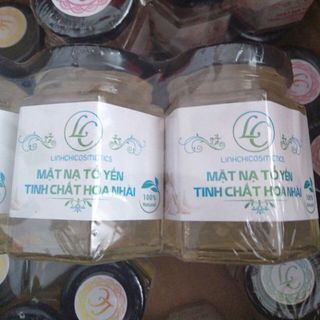 LC
LINHCHICOSMETICS
MẶT NẠ TỔ YẾN
TINH CHẤT HOA NHÀI
100%
Natural
LC
LINHCHICOSMETICS
MẶT NẠ TỔ YẾN
TINH CHẤT HOA NHÀI
100%